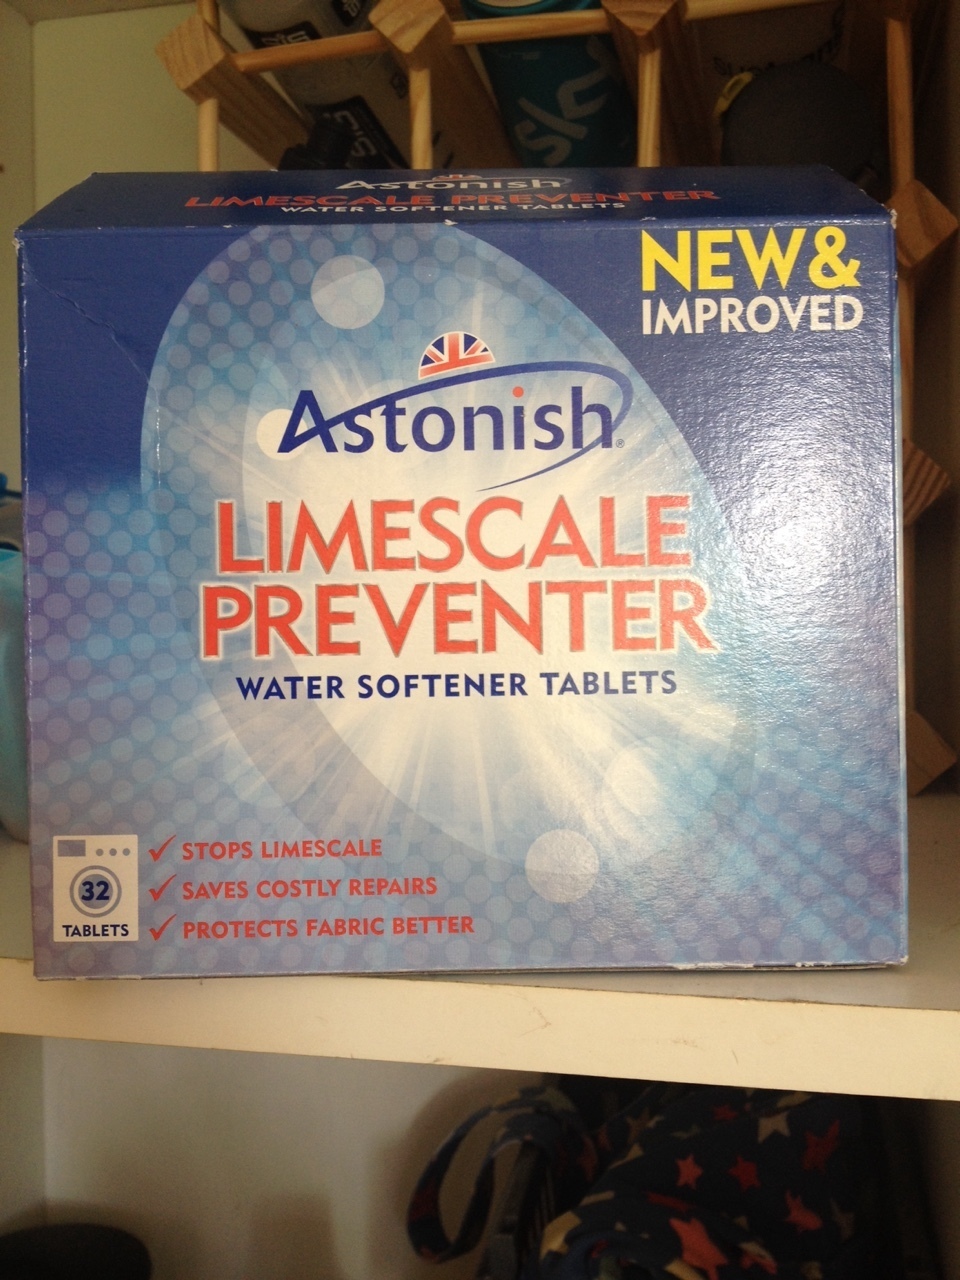 Astonish
LIMESCALE PREVENTER
WATER SOFTENER TABLETS
NEW &
IMPROVED
Astonish®
LIMESCALE
PREVENTER
WATER SOFTENER TABLETS
32
TABLETS
✓ STOPS LIMESCALE
✓ SAVES COSTLY REPAIRS
✓ PROTECTS FABRIC BETTER